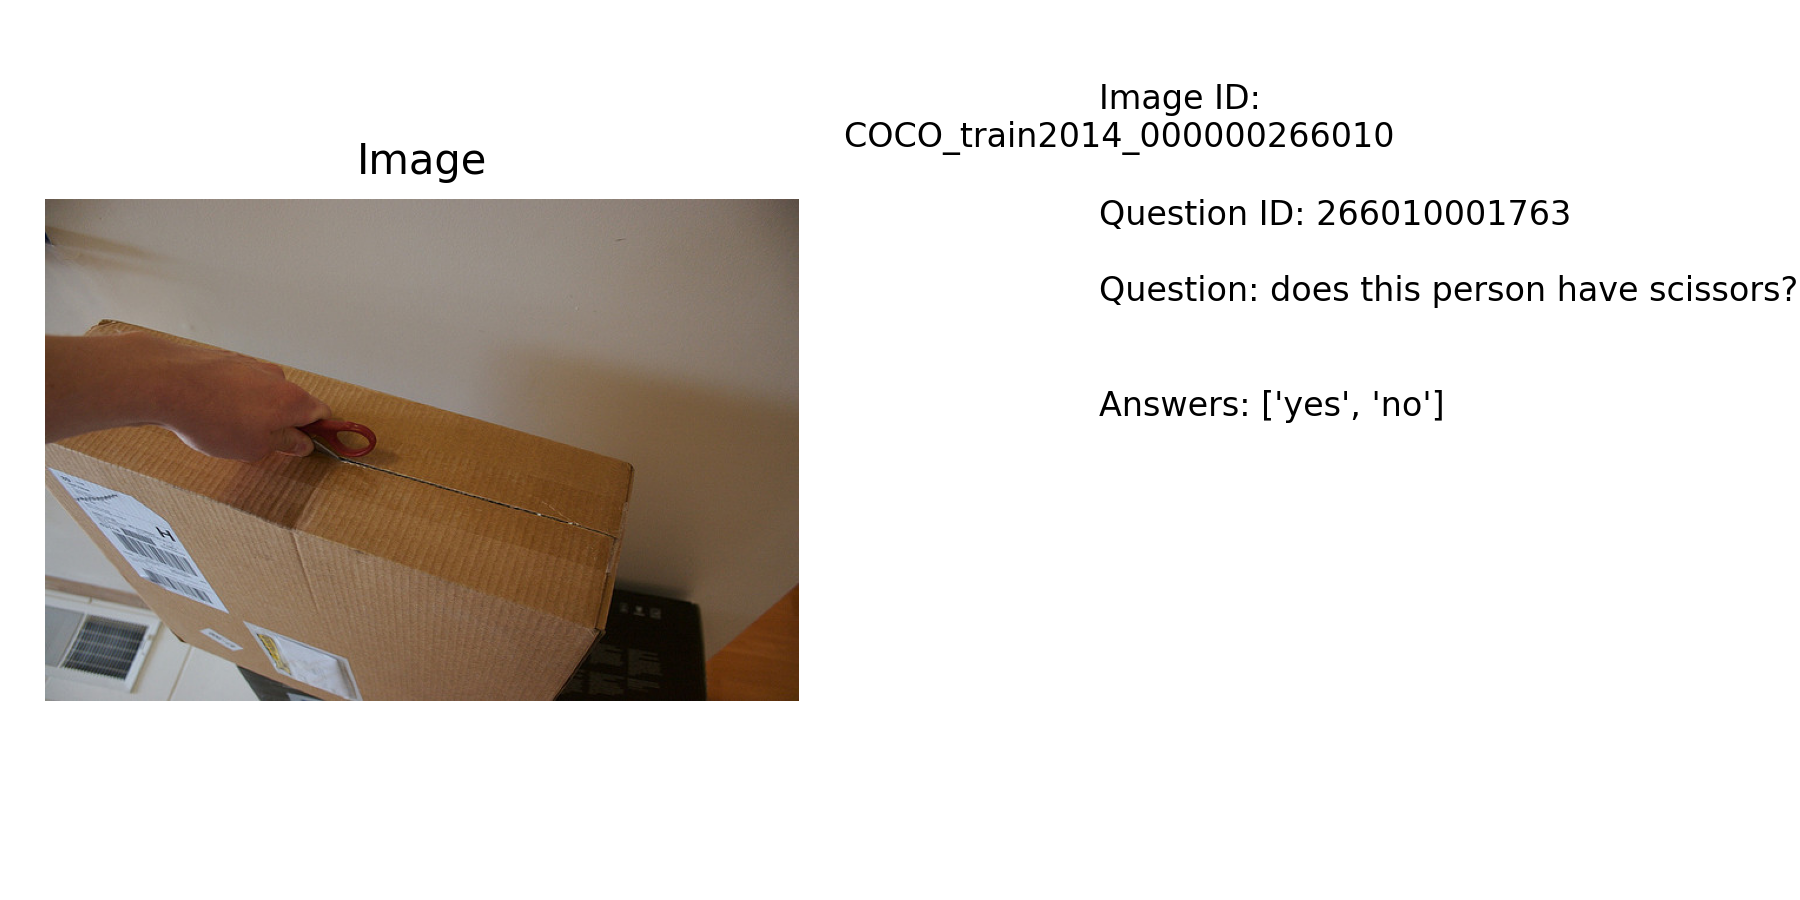 Image
Image ID:
COCO_train2014_000000266010
Question ID: 266010001763
Question: does this person have scissors?
Answers: ['yes', 'no']
H